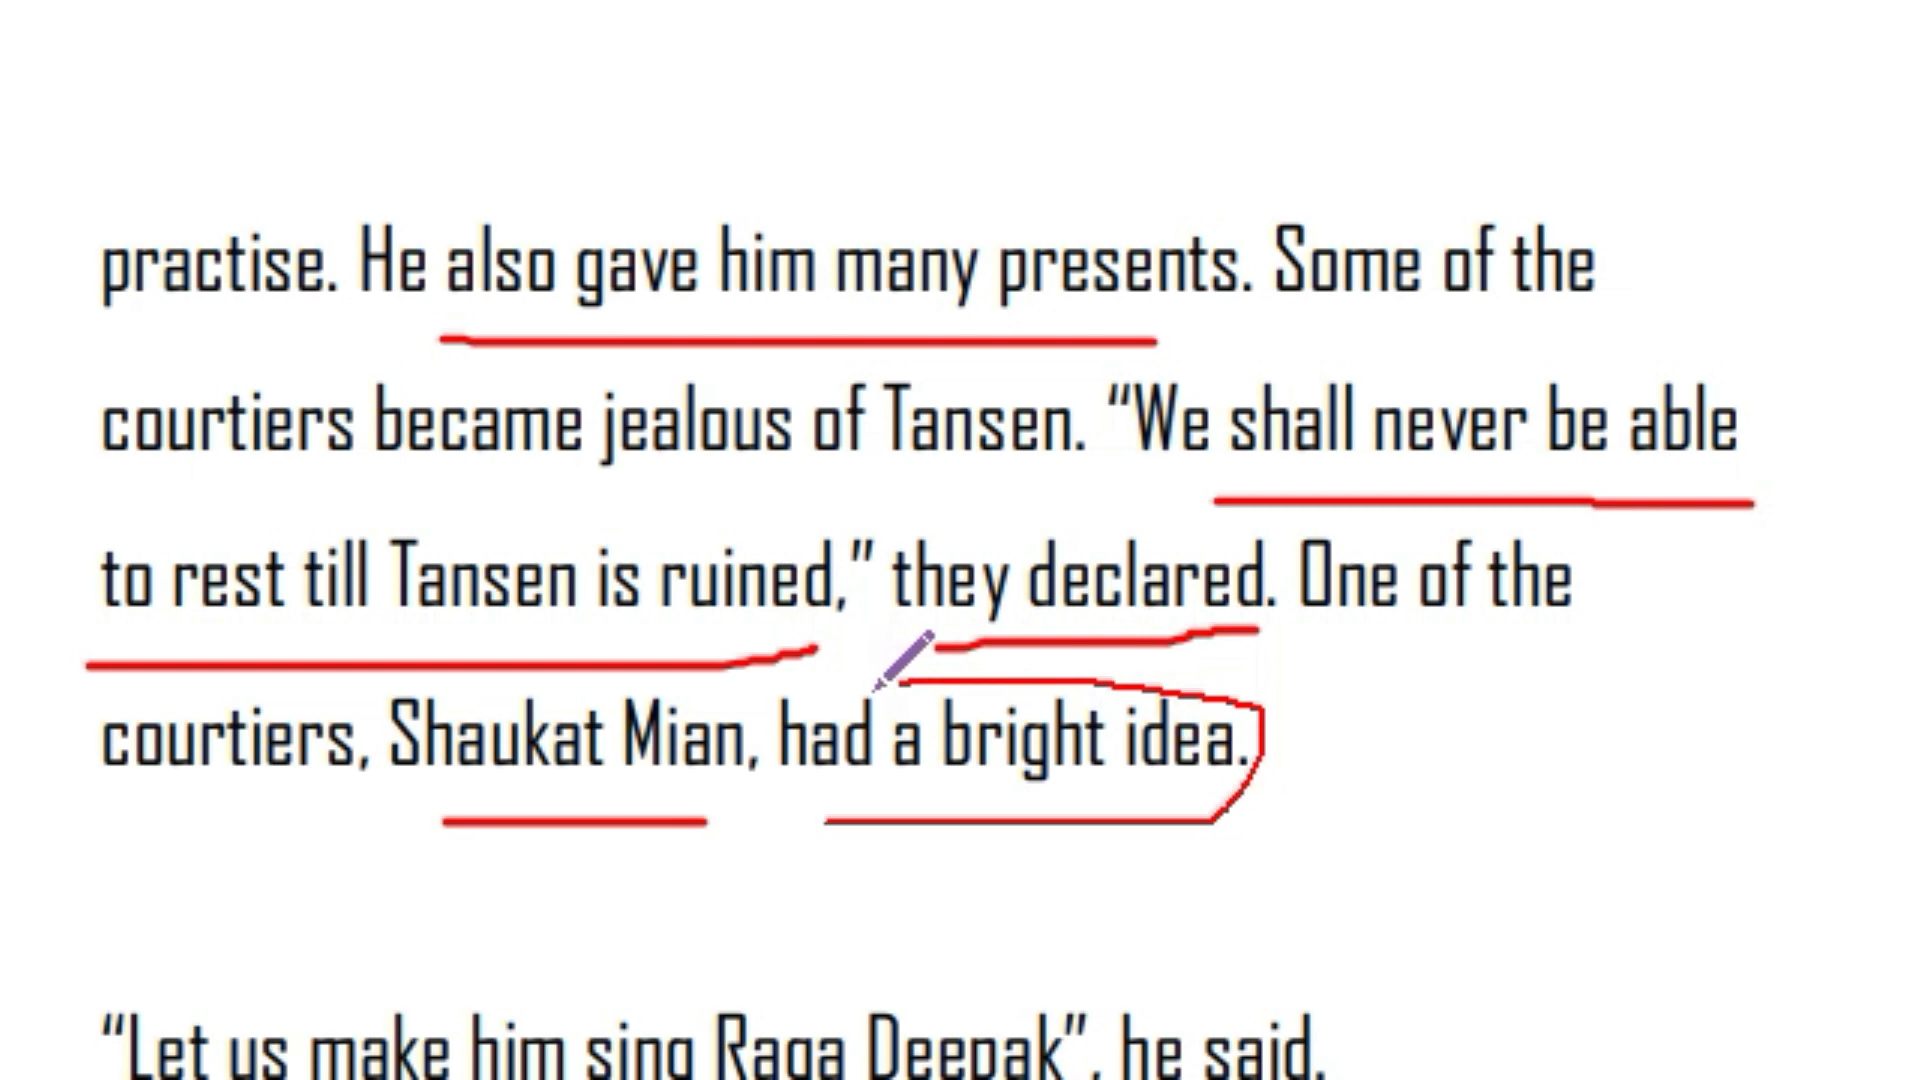 practise. He also gave him many presents. Some of the
courtiers became jealous of Tansen. “We shall never be able
to rest till Tansen is ruined,” they declared. One of the
courtiers, Shaukat Mian, had a bright idea.
“Let us make him sing Raga Deepak”, he said.